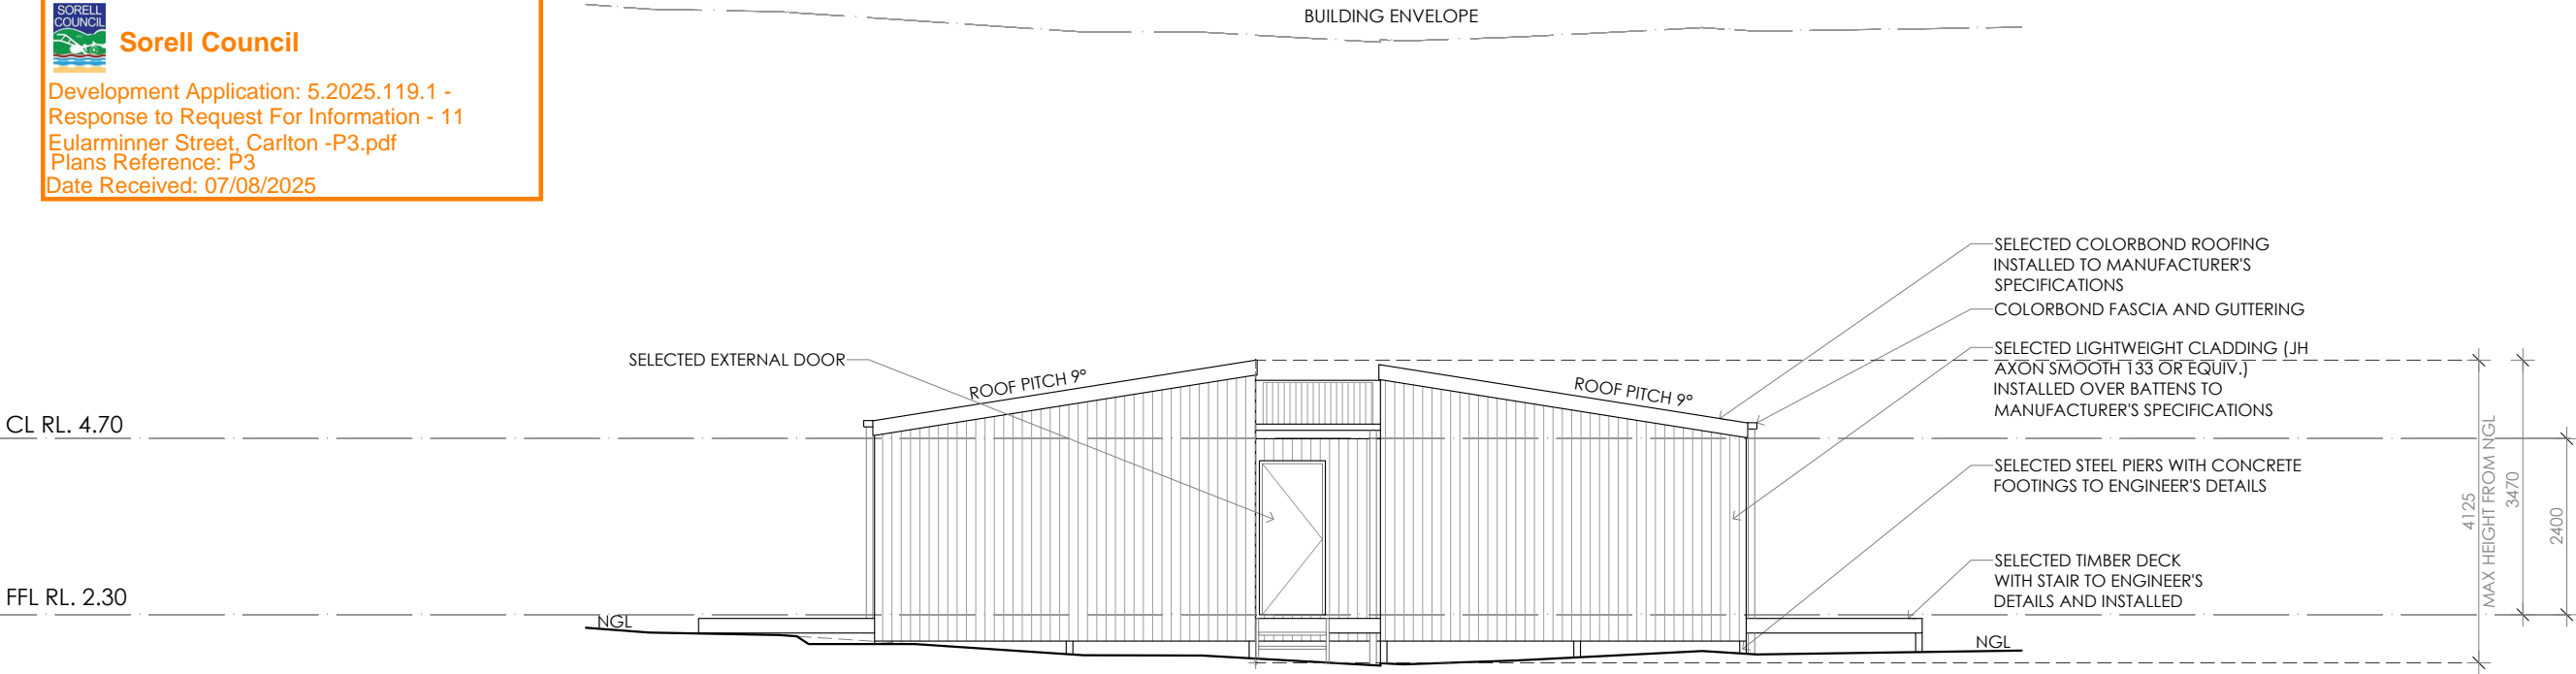 SORELL
COUNCIL
Sorell Council
Development Application: 5.2025.119.1 -
Response to Request For Information - 11
Eularminner Street, Carlton -P3.pdf
Plans Reference: P3
Date Received: 07/08/2025
BUILDING ENVELOPE
SELECTED EXTERNAL DOOR
ROOF PITCH 9°
ROOF PITCH 9°
SELECTED COLORBOND ROOFING
INSTALLED TO MANUFACTURER'S
SPECIFICATIONS
COLORBOND FASCIA AND GUTTERING
SELECTED LIGHTWEIGHT CLADDING (JH
AXON SMOOTH 133 OR EQUIV.)
INSTALLED OVER BATTENS TO
MANUFACTURER'S SPECIFICATIONS
SELECTED STEEL PIERS WITH CONCRETE
FOOTINGS TO ENGINEER'S DETAILS
SELECTED TIMBER DECK
WITH STAIR TO ENGINEER'S
DETAILS AND INSTALLED
CL RL. 4.70
FFL RL. 2.30
NGL
NGL
4125
MAX HEIGHT FROM NGL
3470
2400